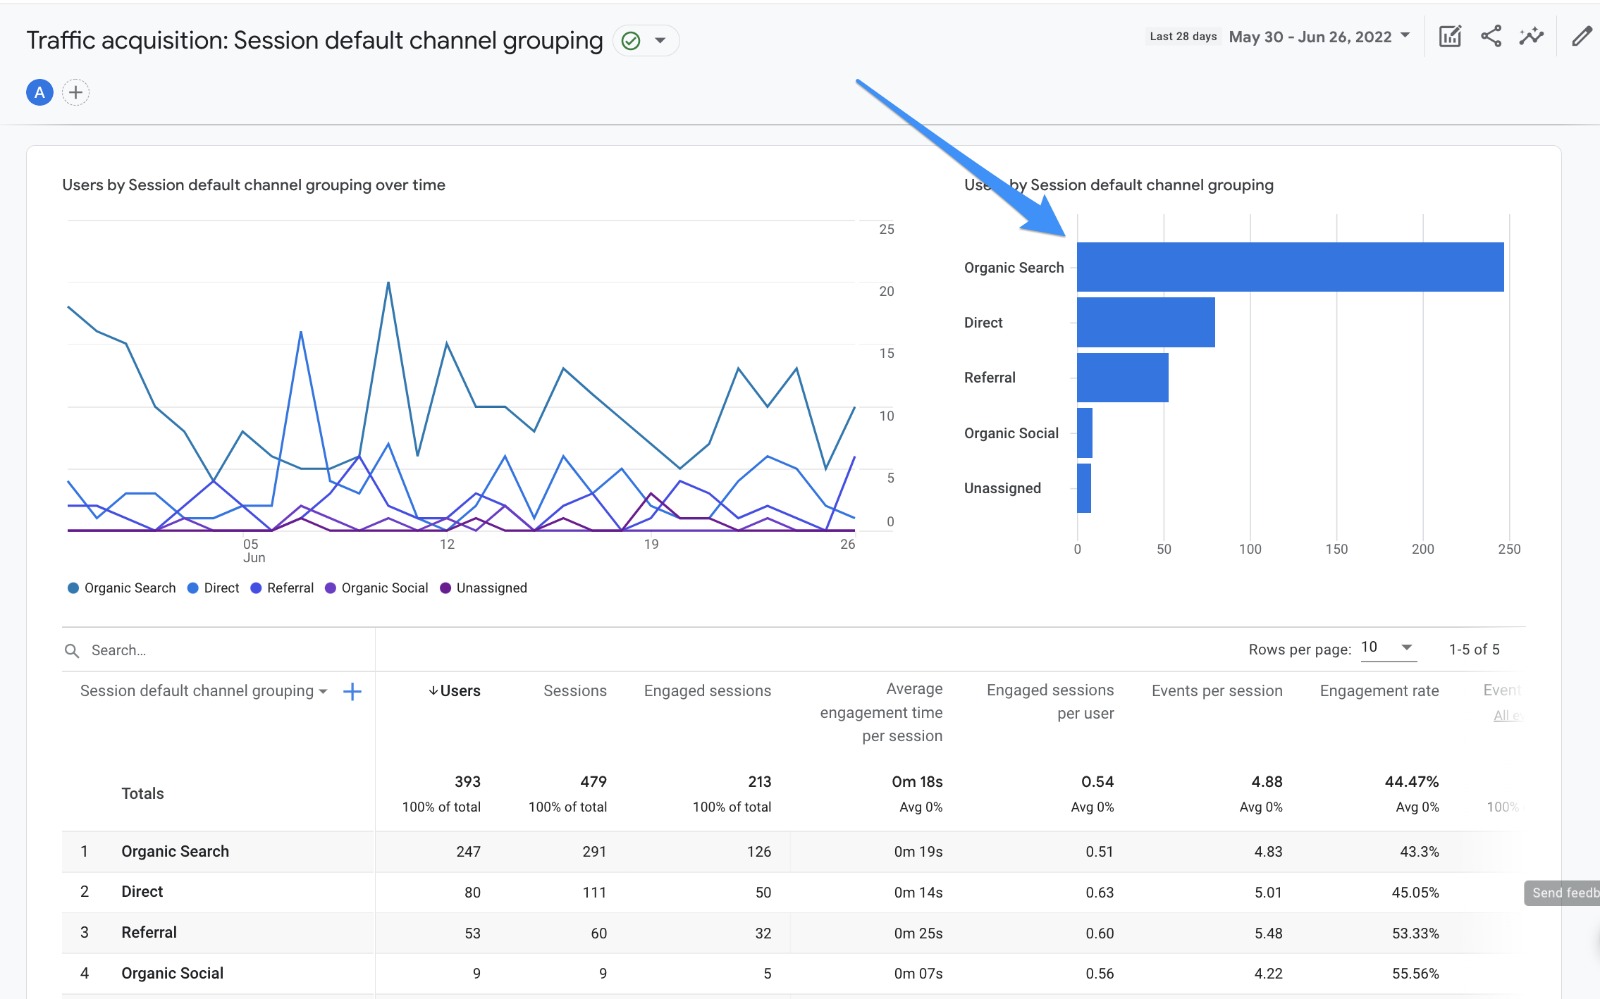 Traffic acquisition: Session default channel grouping
Last 28 days May 30 - Jun 26, 2022
A
Users by Session default channel grouping over time
25
20
15
10
5
0
05
Jun
12
19
26
Organic Search Direct Referral Organic Social Unassigned
by Session default channel grouping
Organic Search
Direct
Referral
Organic Social
Unassigned
0 50 100 150 200 250
Search...
Rows per page: 10 1-5 of 5
Session default channel grouping
Users
Sessions
Engaged sessions
Average
engagement time
per session
Engaged sessions
per user
Events per session
Engagement rate
Totals
393 479 213 0m 18s 0.54 4.88 44.47%
100% of total 100% of total 100% of total Avg 0% Avg 0% Avg 0% Avg 0% 100%
1 Organic Search 247 291 126 0m 19s 0.51 4.83 43.3%
2 Direct 80 111 50 0m 14s 0.63 5.01 45.05%
Send
3 Referral 53 60 32 0m 25s 0.60 5.48 53.33%
4 Organic Social 9 9 5 0m 07s 0.56 4.22 55.56%